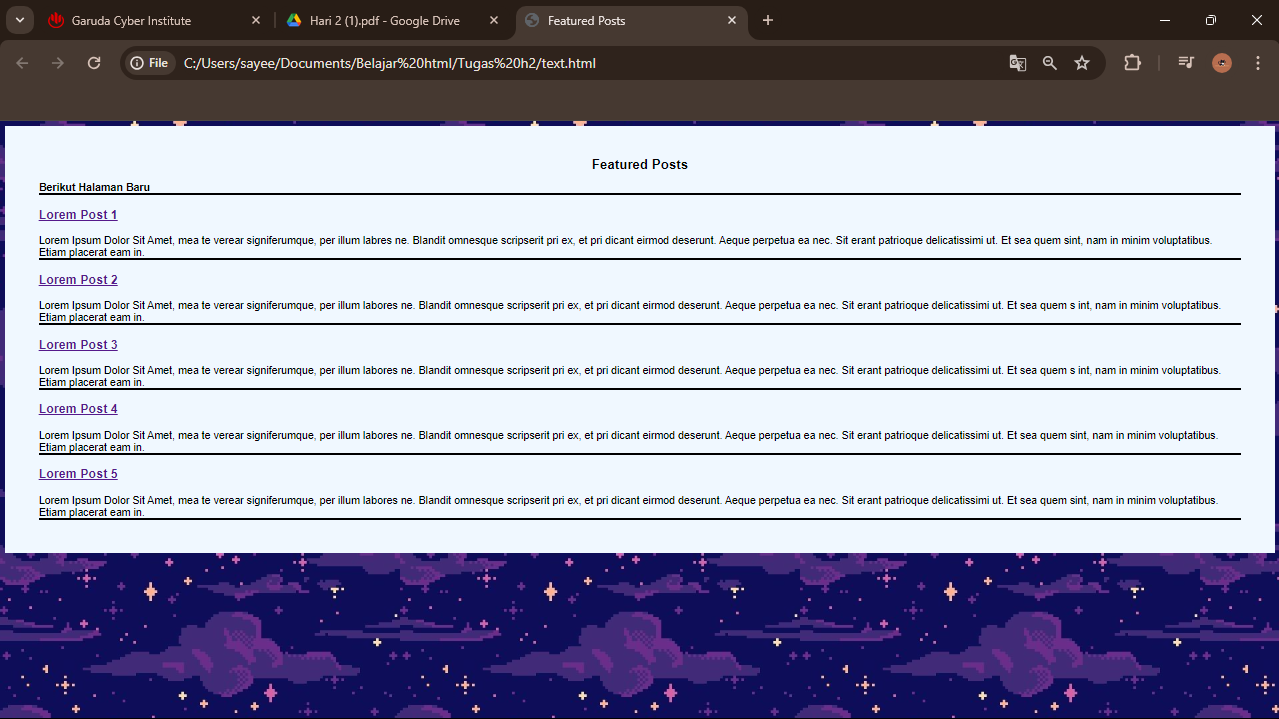 Garuda Cyber Institute
Hari 2 (1).pdf - Google Drive
Featured Posts
File
C:/Users/sayee/Documents/Belajar%20html/Tugas%20h2/text.html
Featured Posts
Berikut Halaman Baru
Lorem Post 1
Lorem Ipsum Dolor Sit Amet, mea te verear signiferumque, per illum labres ne. Blandit omnesque scripserit pri ex, et pri dicant eirmod deserunt. Aeque perpetua ea nec. Sit erant patrioque delicatissimi ut. Et sea quem sint, nam in minim voluptatibus.
Etiam placerat eam in.
Lorem Post 2
Lorem Ipsum Dolor Sit Amet, mea te verear signiferumque, per illum labores ne. Blandit omnesque scripserit pri ex, et pri dicant eirmod deserunt. Aeque perpetua ea nec. Sit erant patrioque delicatissimi ut. Et sea quem s int, nam in minim voluptatibus.
Etiam placerat eam in.
Lorem Post 3
Lorem Ipsum Dolor Sit Amet, mea te verear signiferumque, per illum labores ne. Blandit omnesque scripserit pri ex, et pri dicant eirmod deserunt. Aeque perpetua ea nec. Sit erant patrioque delicatissimi ut. Et sea quem s int, nam in minim voluptatibus.
Etiam placerat eam in.
Lorem Post 4
Lorem Ipsum Dolor Sit Amet, mea te verear signiferumque, per illum labores ne. Blandit omnesque scripserit pri ex, et pri dicant eirmod deserunt. Aeque perpetua ea nec. Sit erant patrioque delicatissimi ut. Et sea quem sint, nam in minim voluptatibus.
Etiam placerat eam in.
Lorem Post 5
Lorem Ipsum Dolor Sit Amet, mea te verear signiferumque, per illum labores ne. Blandit omnesque scripserit pri ex, et pri dicant eirmod deserunt. Aeque perpetua ea nec. Sit erant patrioque delicatissimi ut. Et sea quem sint, nam in minim voluptatibus.
Etiam placerat eam in.